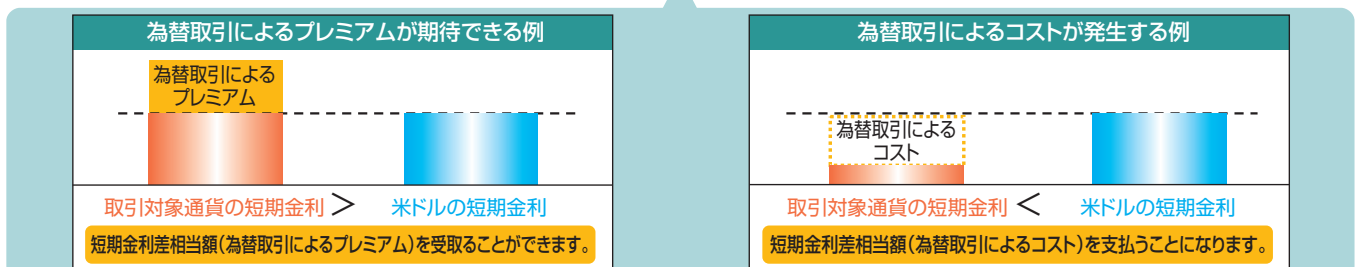 為替取引によるプレミアムが期待できる例
為替取引による
プレミアム
取引対象通貨の短期金利 > 米ドルの短期金利
短期金利差相当額(為替取引によるプレミアム)を受取ることができます。
為替取引によるコストが発生する例
為替取引による
コスト
取引対象通貨の短期金利 < 米ドルの短期金利
短期金利差相当額(為替取引によるコスト)を支払うことになります。